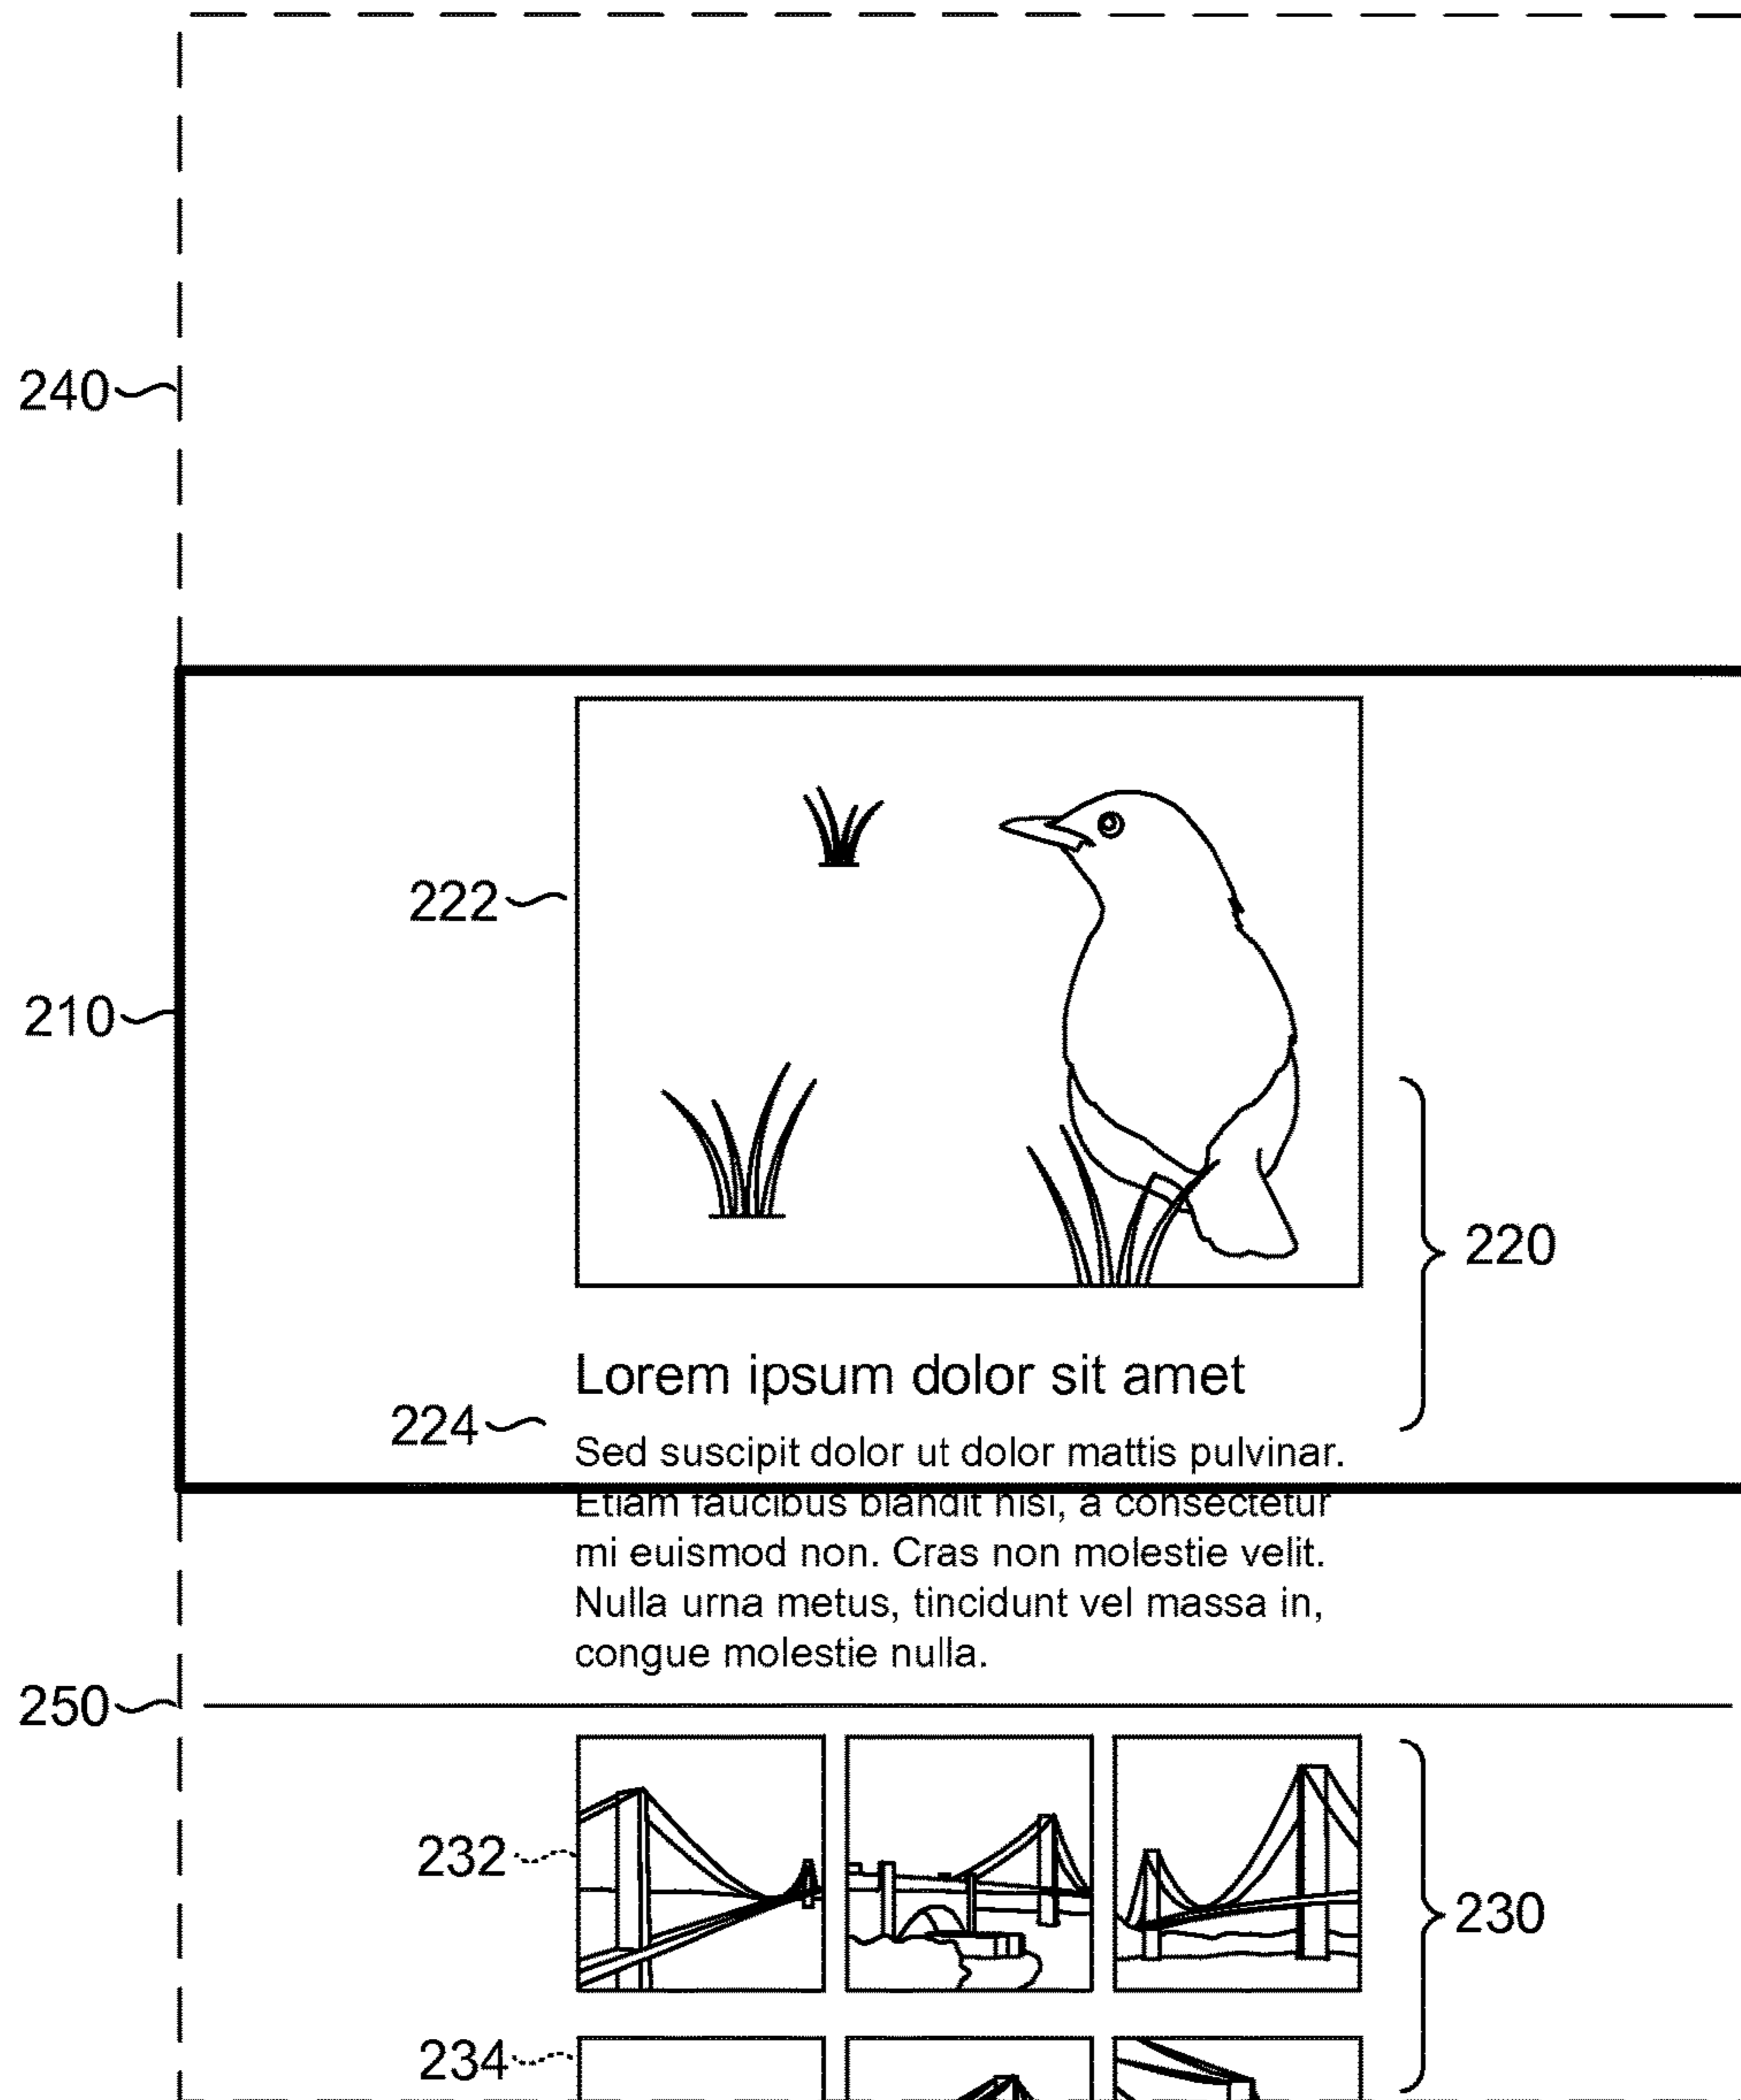 240
222
210
220
Lorem ipsum dolor sit amet
224
Sed suscipit dolor ut dolor mattis pulvinar.
Etiam faucibus blandit nisi, a consectetur
mi euismod non. Cras non molestie velit.
Nulla urna metus, tincidunt vel massa in,
congue molestie nulla.
250
232
230
234